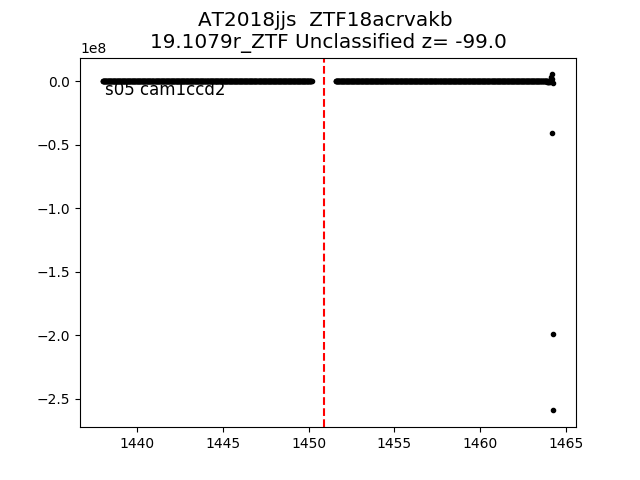 AT2018jjs  ZTF18acrvakb
19.1079r_ZTF Unclassified z= -99.0
1e8
0.0
s05 cam1ccd2
−0.5
−1.0
−1.5
−2.0
−2.5
1440 1445 1450 1455 1460 1465